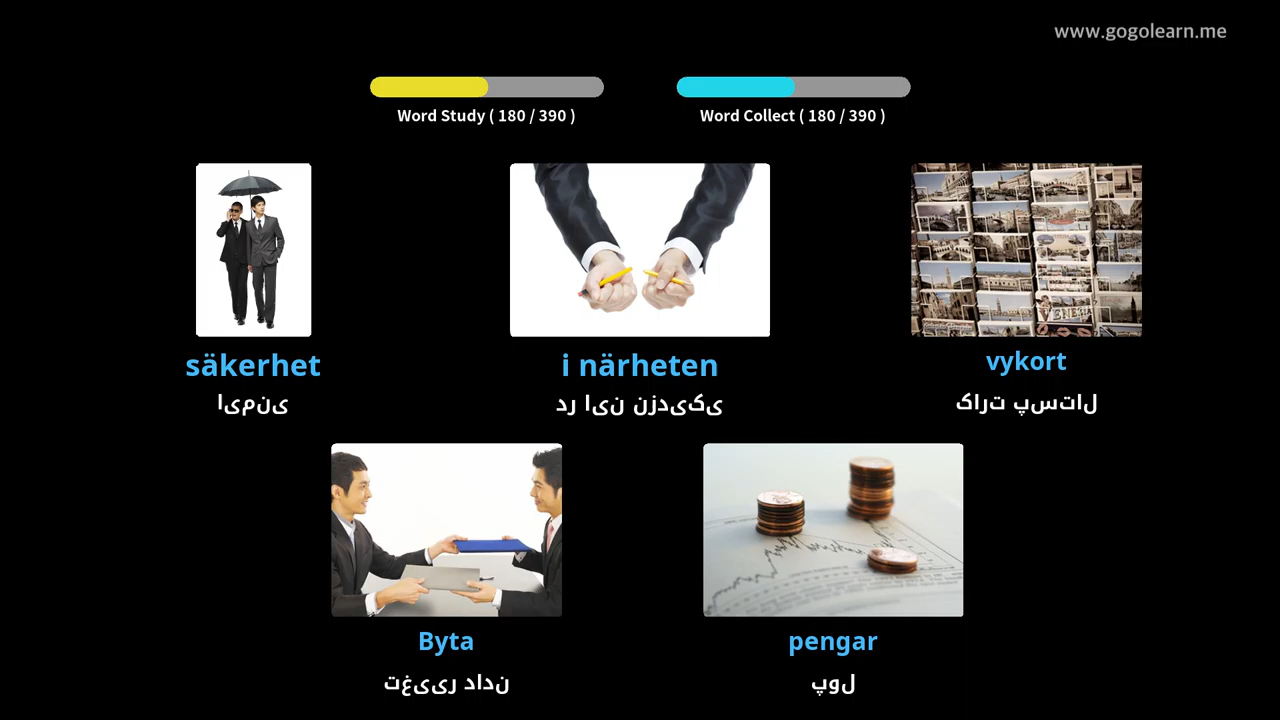 www.gogolearn.me
Word Study ( 180 / 390 )
Word Collect ( 180 / 390 )
säkerhet
ایمنی
i närheten
در این نزدیکی
vykort
کارت پستال
Byta
تغییر دادن
pengar
پول